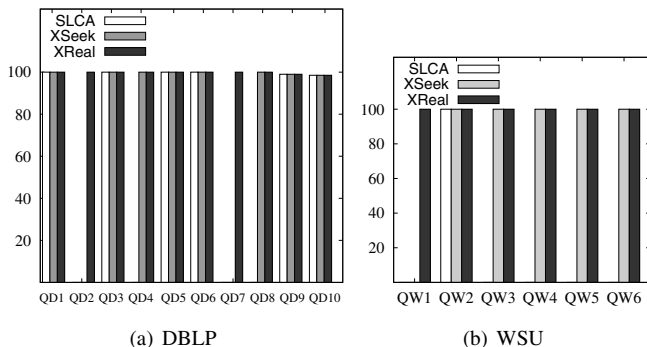 SLCA
XSeek
XReal
100
80
60
40
20
QD1 QD2 QD3 QD4 QD5 QD6 QD7 QD8 QD9 QD10
(a) DBLP
SLCA
XSeek
XReal
100
80
60
40
20
QW1 QW2 QW3 QW4 QW5 QW6
(b) WSU